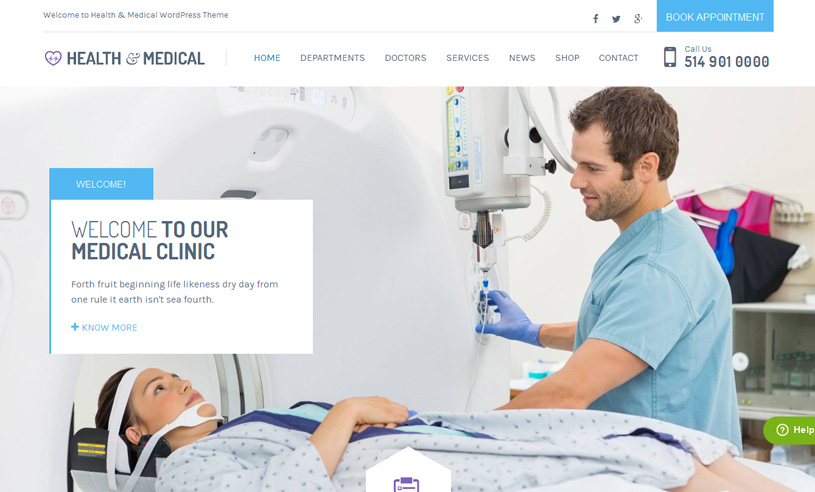 Welcome to Health & Medical WordPress Theme
BOOK APPOINTMENT
HEALTH & MEDICAL
HOME DEPARTMENTS DOCTORS SERVICES NEWS SHOP CONTACT
Call Us
514 901 0000
WELCOME!
WELCOME TO OUR
MEDICAL CLINIC
Forth fruit beginning life likeness dry day from
one rule it earth isn't sea fourth.
+ KNOW MORE
Help